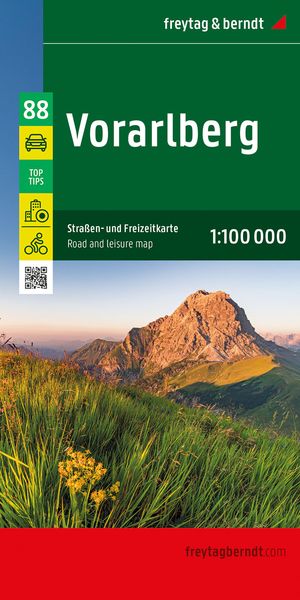 freytag & berndt
88
Vorarlberg
TOP
TIPS
Straßen- und Freizeitkarte
Road and leisure map
1:100 000
freytagberndt.com